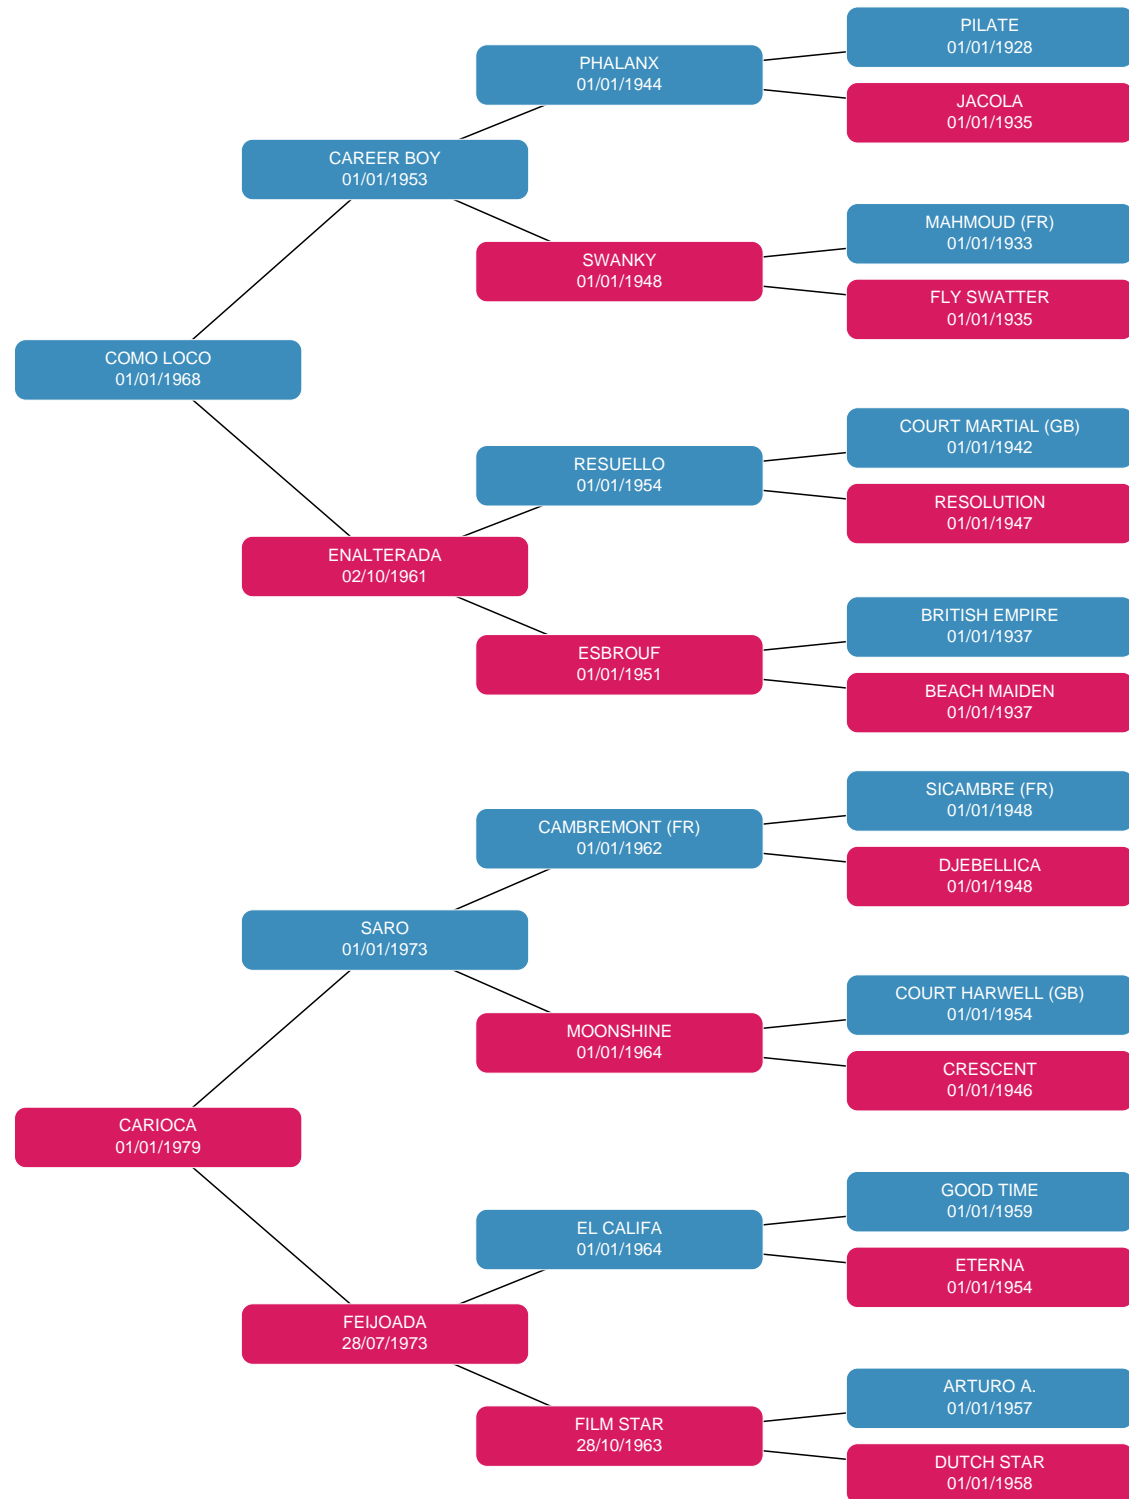 PILATE
01/01/1928
PHALANX
01/01/1944
JACOLA
01/01/1935
CAREER BOY
01/01/1953
MAHMOUD (FR)
01/01/1933
SWANKY
01/01/1948
FLY SWATTER
01/01/1935
COMO LOCO
01/01/1968
COURT MARTIAL (GB)
01/01/1942
RESUELLO
01/01/1954
RESOLUTION
01/01/1947
ENALTERADA
02/10/1961
BRITISH EMPIRE
01/01/1937
ESBROUF
01/01/1951
BEACH MAIDEN
01/01/1937
SICAMBRE (FR)
01/01/1948
CAMBREMONT (FR)
01/01/1962
DJEBELLICA
01/01/1948
SARO
01/01/1973
COURT HARWELL (GB)
01/01/1954
MOONSHINE
01/01/1964
CRESCENT
01/01/1946
CARIOCA
01/01/1979
GOOD TIME
01/01/1959
EL CALIFA
01/01/1964
ETERNA
01/01/1954
FEIJOADA
28/07/1973
ARTURO A.
01/01/1957
FILM STAR
28/10/1963
DUTCH STAR
01/01/1958